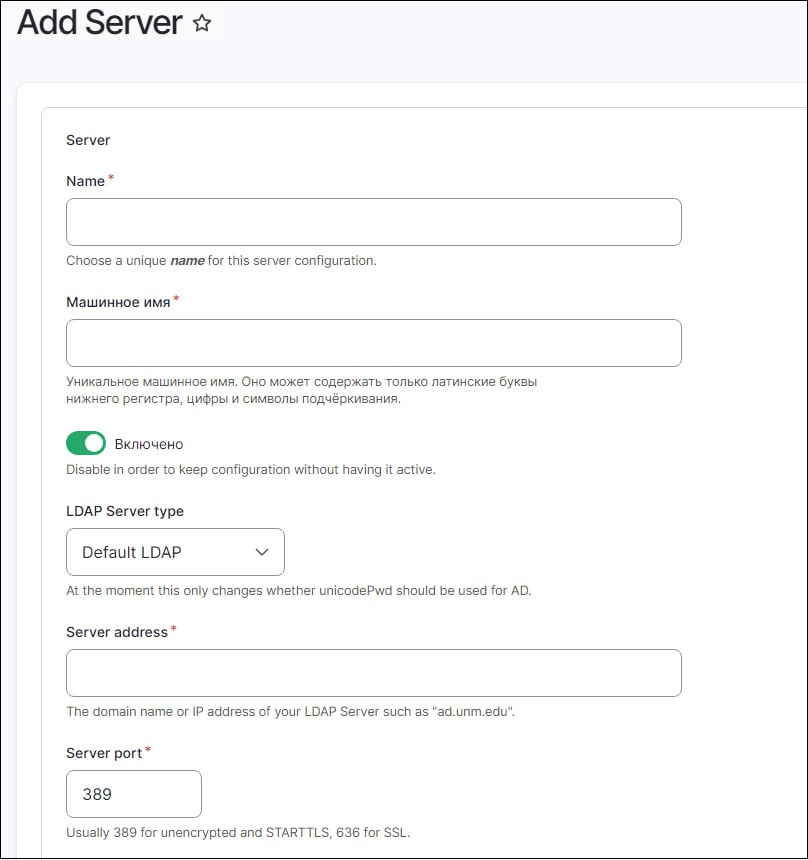 Add Server
Server
Name *
Choose a unique name for this server configuration.
Машинное имя *
Уникальное машинное имя. Оно может содержать только латинские буквы
нижнего регистра, цифры и символы подчёркивания.
Включено
Disable in order to keep configuration without having it active.
LDAP Server type
Default LDAP
At the moment this only changes whether unicodePwd should be used for AD.
Server address *
The domain name or IP address of your LDAP Server such as "ad.unm.edu".
Server port *
389
Usually 389 for unencrypted and STARTTLS, 636 for SSL.